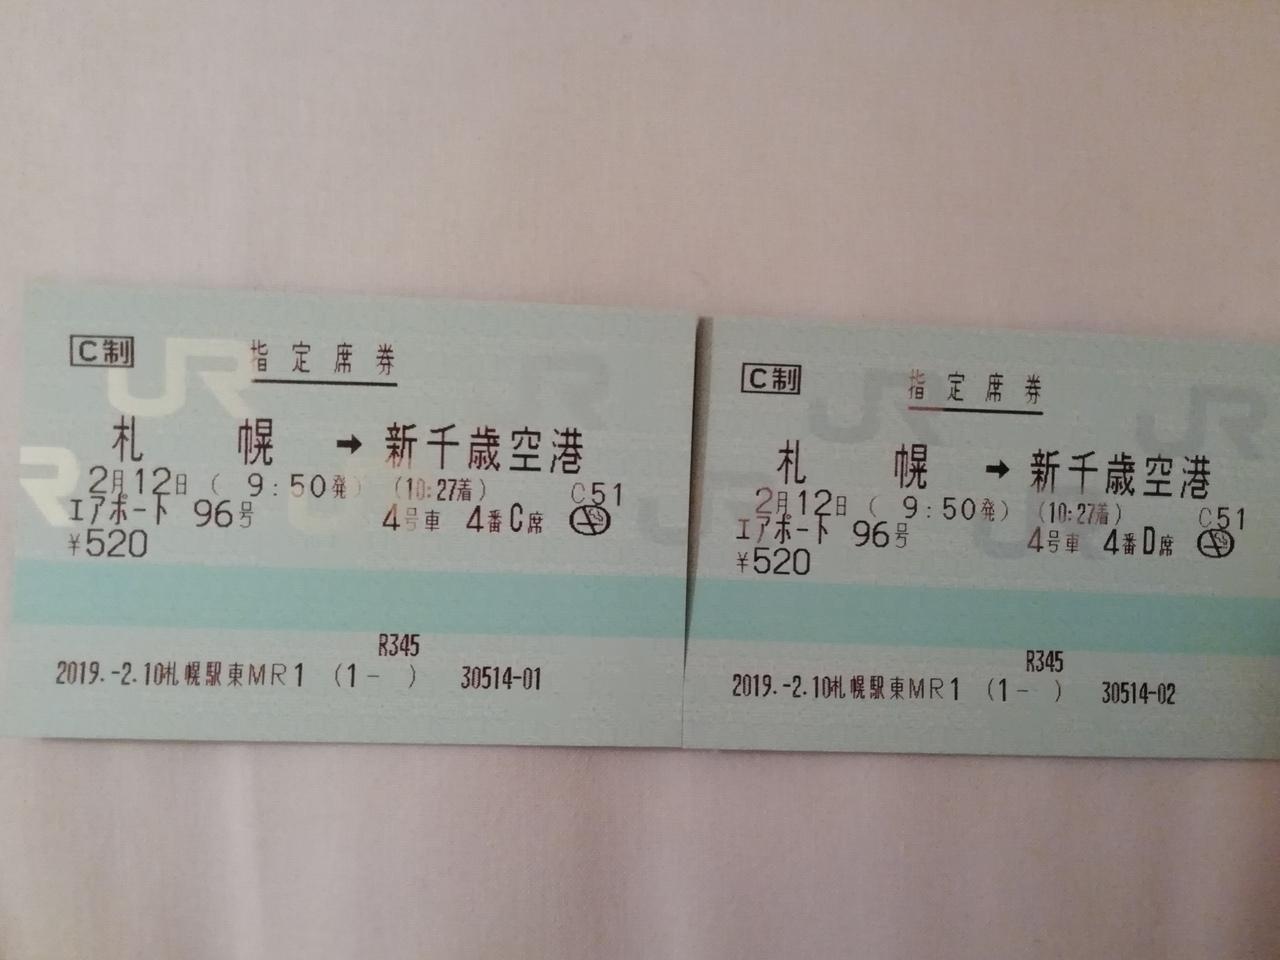 C制 指定席券
札幌 → 新千歳空港
2月12日 ( 9:50発) (10:27着) C51
エアポート 96号 4号車 4番C席
¥520
R345
2019.-2.10札幌駅東MR1 (1- ) 30514-01
C制 指定席券
札幌 → 新千歳空港
2月12日 ( 9:50発) (10:27着) C51
エアポート 96号 4号車 4番D席
¥520
R345
2019.-2.10札幌駅東MR1 (1- ) 30514-02